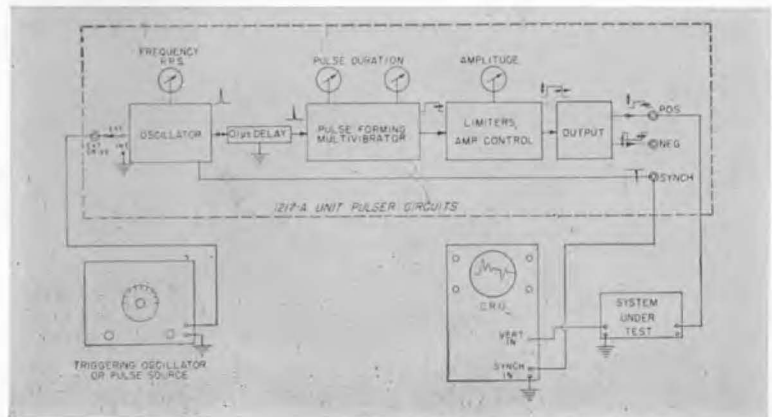 FREQUENCY
P.P.S.
PULSE DURATION
AMPLITUDE
EXT.
EXT.
DRIVE
INT.
OSCILLATOR
DELAY
PULSE FORMING
MULTIVIBRATOR
LIMITERS,
AMP CONTROL
OUTPUT
POS
NEG
SYNCH
1217-A UNIT PULSER CIRCUITS
C.R.O.
VERT
IN
SYNCH
IN
SYSTEM
UNDER
TEST
TRIGGERING OSCILLATOR
OR PULSE SOURCE